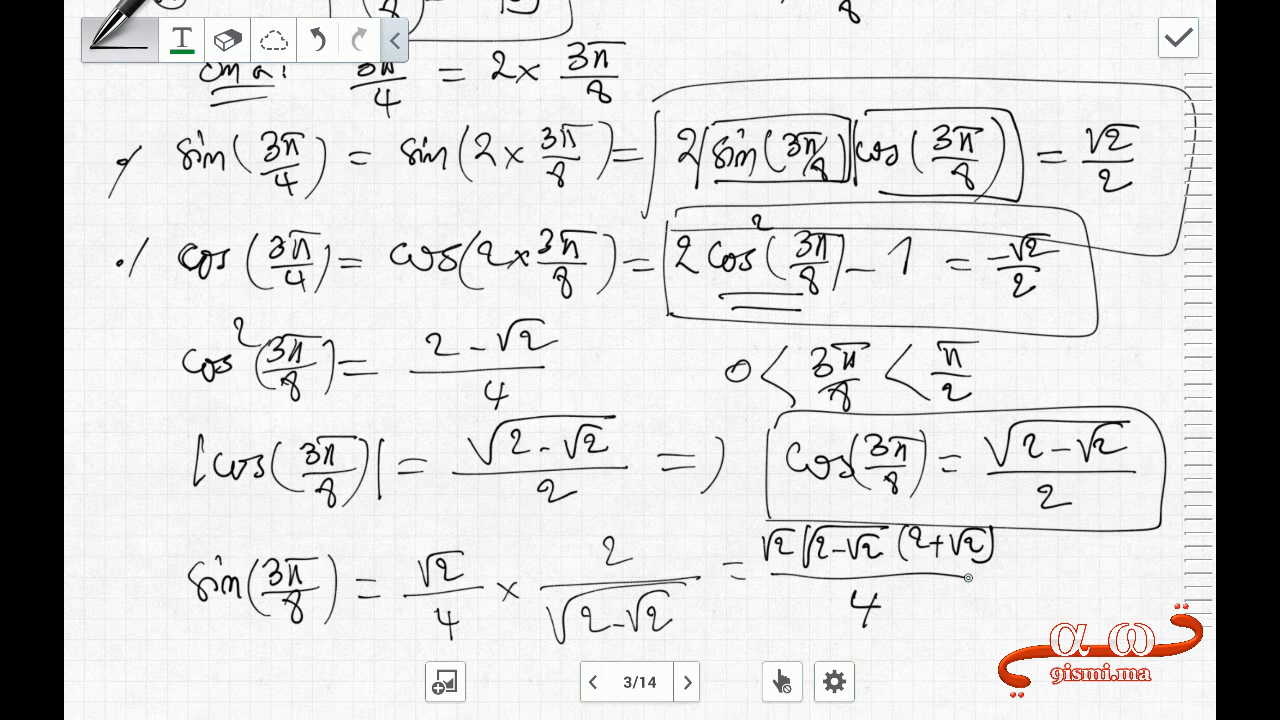 8
T
On a : 3π/4 = 2 × 3π/8
•/ sin(3π/4) = sin(2 × 3π/8) = 2 sin(3π/8) cos(3π/8) = √2/2
•/ cos(3π/4) = cos(2 × 3π/8) = 2 cos²(3π/8) - 1 = -√2/2
cos²(3π/8) = (2 - √2)/4
0 < 3π/8 < π/2
|cos(3π/8)| = √(2 - √2)/2 => cos(3π/8) = √(2 - √2)/2
sin(3π/8) = √2/4 × 2/√(2 - √2) = √2 √(2 - √2) (2 + √2)/4
α ω
gismi.ma
3/14